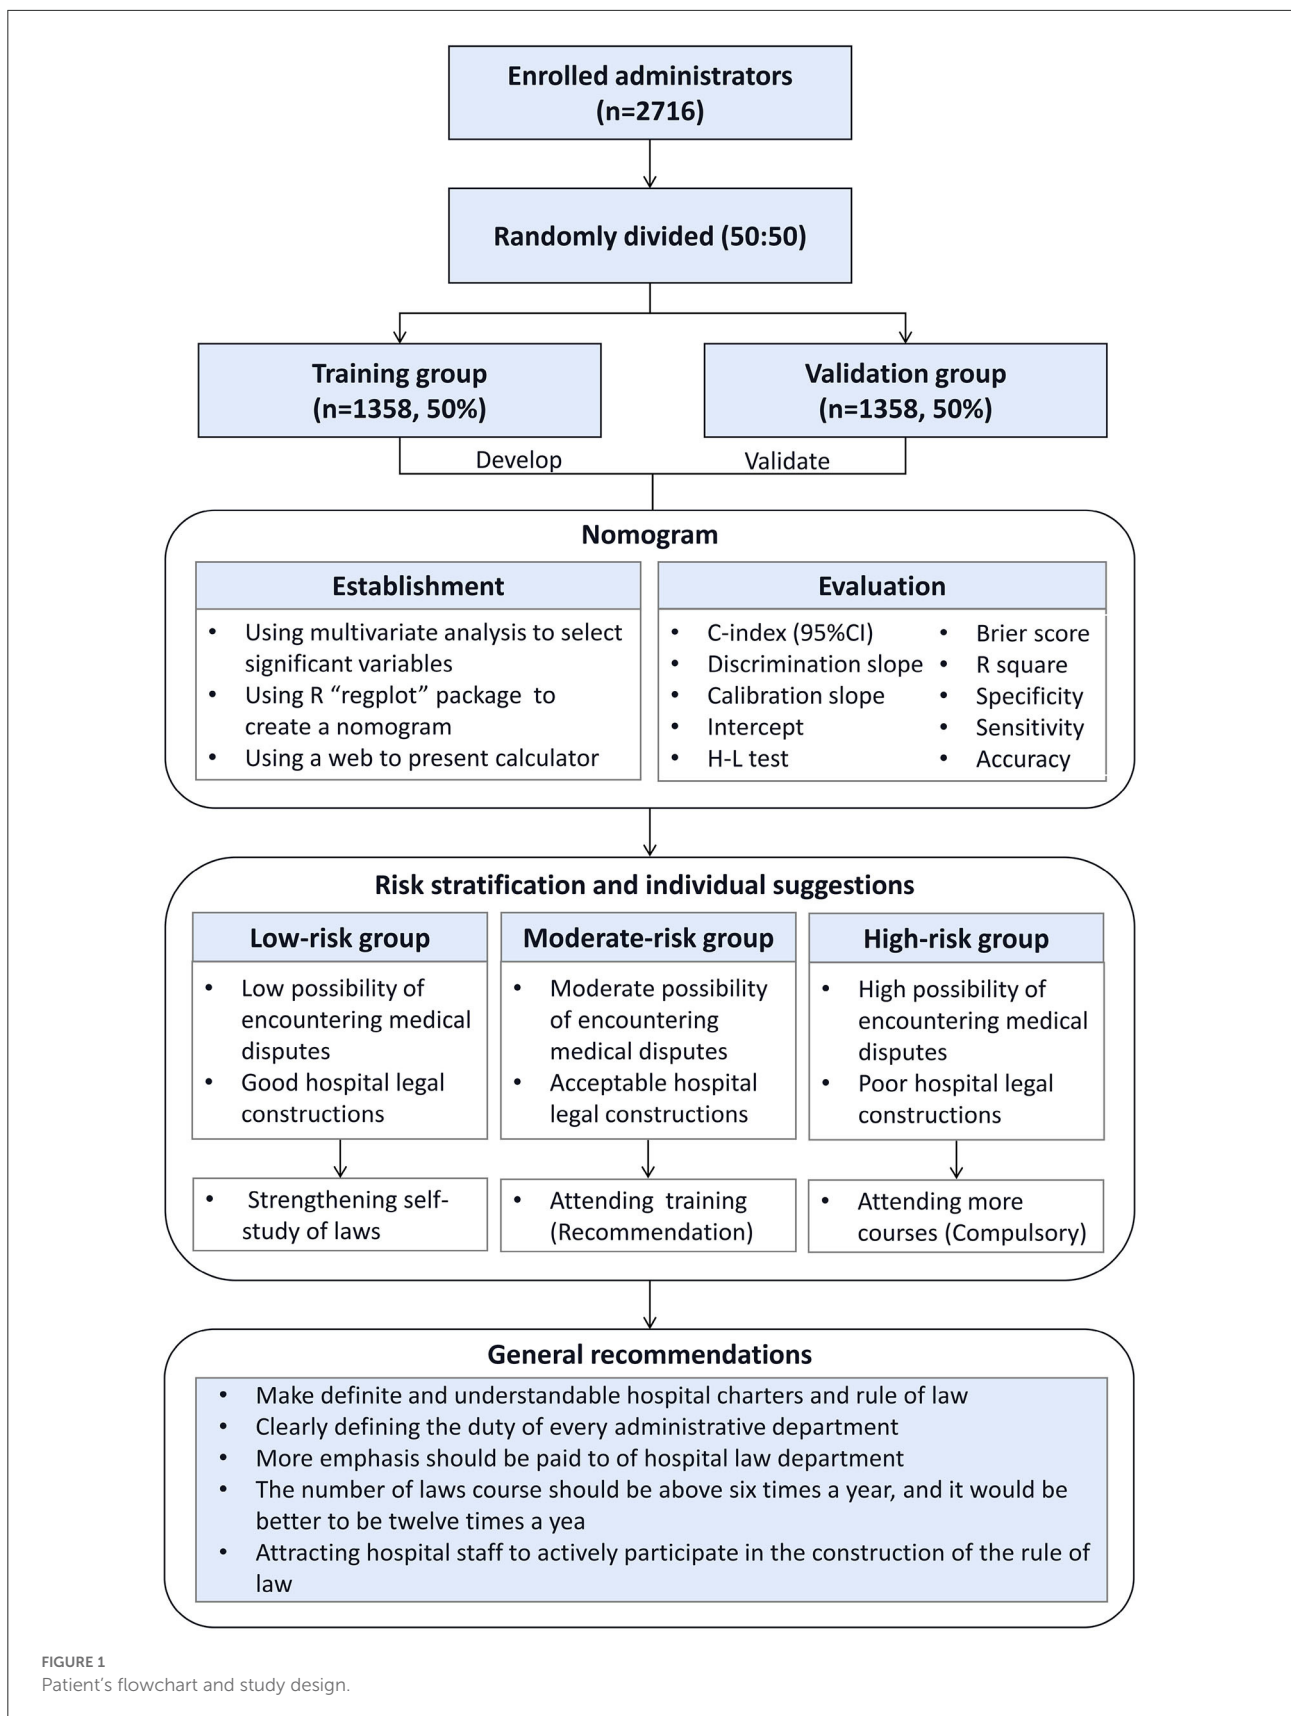 Enrolled administrators
(n=2716)
Randomly divided (50:50)
Training group
(n=1358, 50%)
Validation group
(n=1358, 50%)
Develop
Validate
Nomogram
Establishment
• Using multivariate analysis to select
significant variables
• Using R “regplot” package to
create a nomogram
• Using a web to present calculator
Evaluation
• C-index (95%CI)
• Discrimination slope
• Calibration slope
• Intercept
• H-L test
• Brier score
• R square
• Specificity
• Sensitivity
• Accuracy
Risk stratification and individual suggestions
Low-risk group
• Low possibility of
encountering medical
disputes
• Good hospital legal
constructions
• Strengthening self-
study of laws
Moderate-risk group
• Moderate possibility
of encountering
medical disputes
• Acceptable hospital
legal constructions
• Attending training
(Recommendation)
High-risk group
• High possibility of
encountering medical
disputes
• Poor hospital legal
constructions
• Attending more
courses (Compulsory)
General recommendations
• Make definite and understandable hospital charters and rule of law
• Clearly defining the duty of every administrative department
• More emphasis should be paid to of hospital law department
• The number of laws course should be above six times a year, and it would be
better to be twelve times a yea
• Attracting hospital staff to actively participate in the construction of the rule of
law
FIGURE 1
Patient's flowchart and study design.